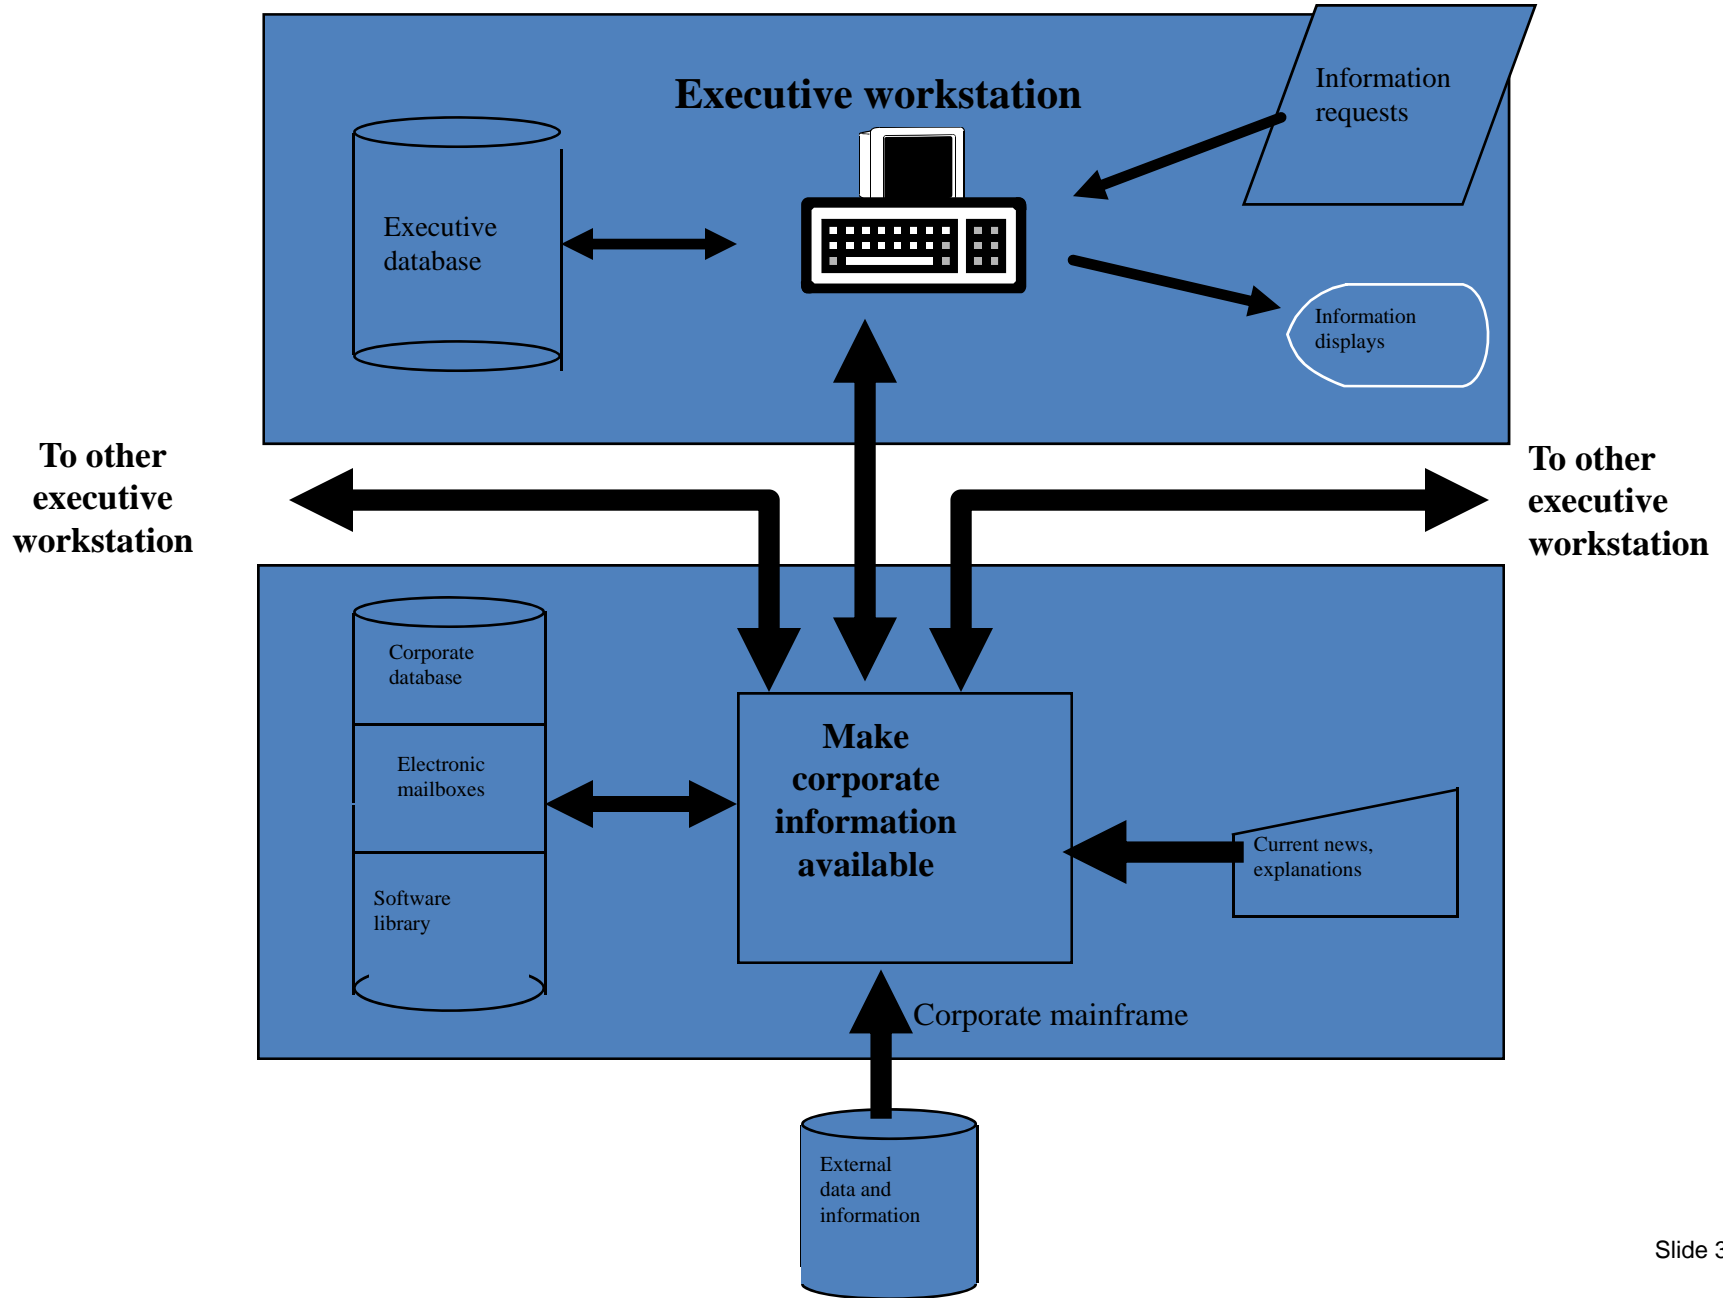 Executive workstation
Information
requests
Executive
database
Information
displays
To other
executive
workstation
To other
executive
workstation
Corporate
database
Electronic
mailboxes
Software
library
Make
corporate
information
available
Current news,
explanations
Corporate mainframe
External
data and
information
Slide 3